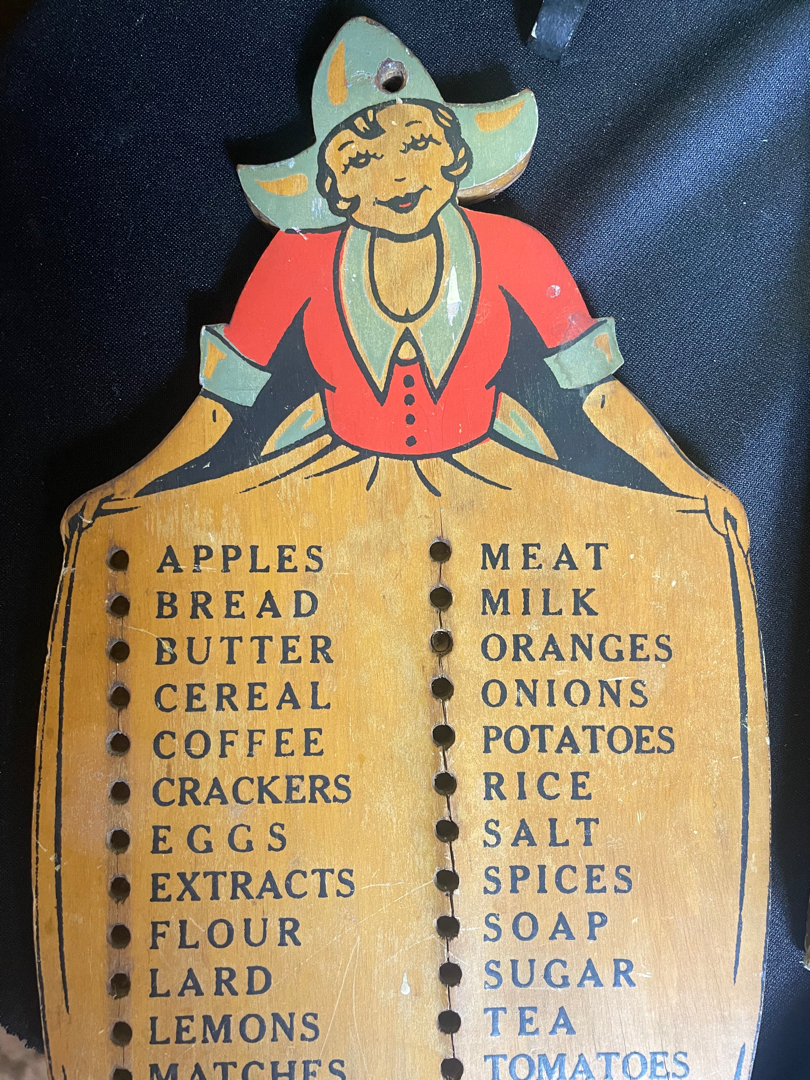 APPLES
BREAD
BUTTER
CEREAL
COFFEE
CRACKERS
EGGS
EXTRACTS
FLOUR
LARD
LEMONS
MATCHES
MEAT
MILK
ORANGES
ONIONS
POTATOES
RICE
SALT
SPICES
SOAP
SUGAR
TEA
TOMATOES